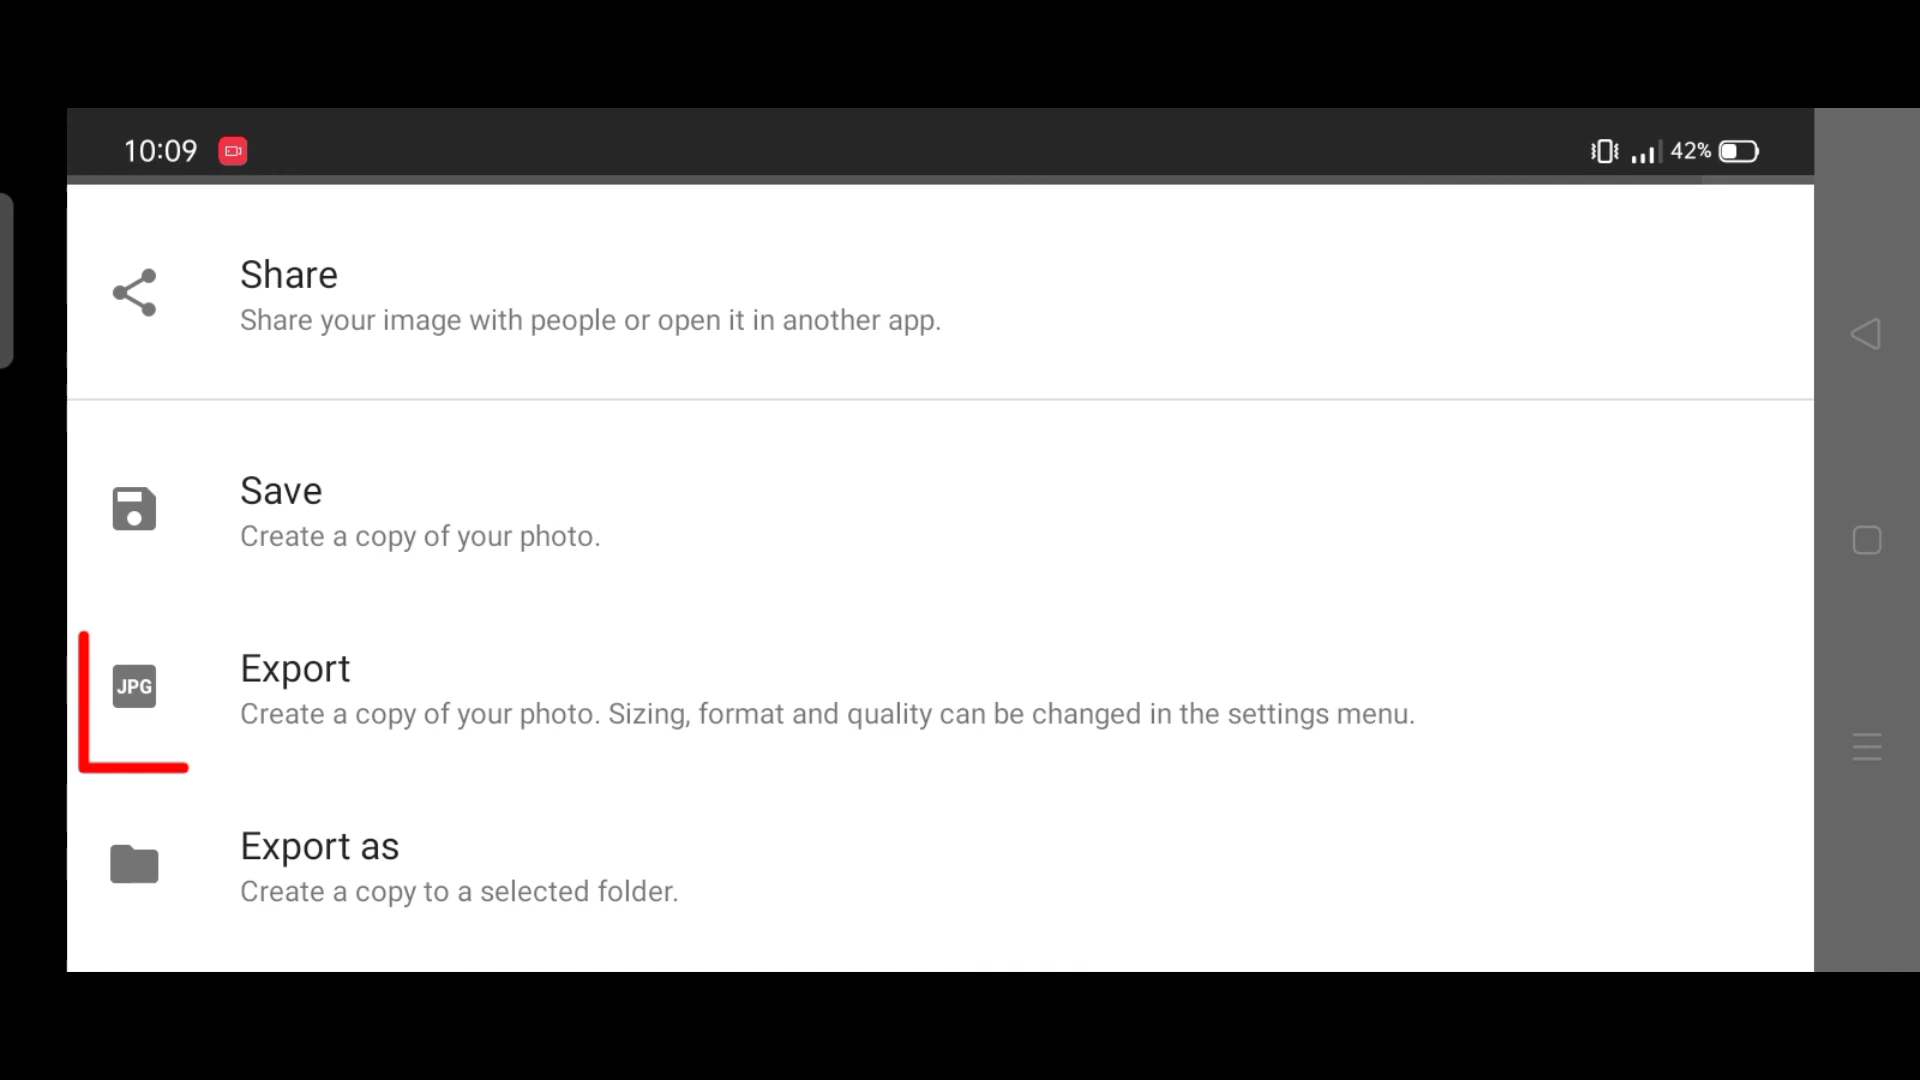 10:09
42%
Share
Share your image with people or open it in another app.
Save
Create a copy of your photo.
JPG
Export
Create a copy of your photo. Sizing, format and quality can be changed in the settings menu.
Export as
Create a copy to a selected folder.